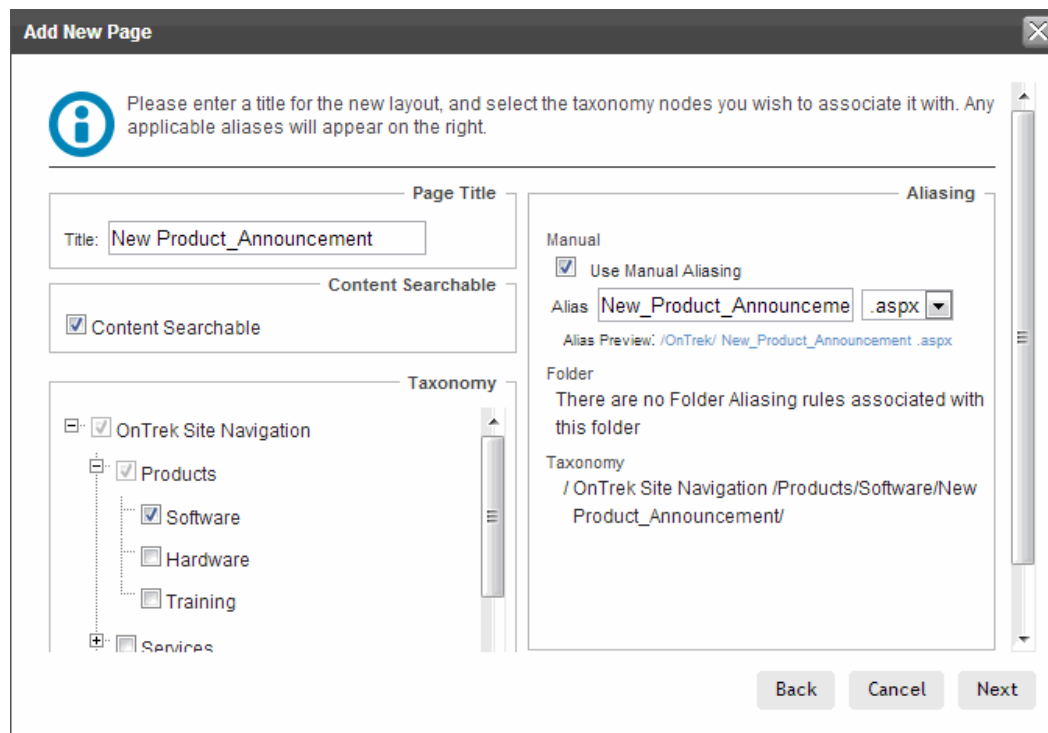 Add New Page
Please enter a title for the new layout, and select the taxonomy nodes you wish to associate it with. Any
applicable aliases will appear on the right.
Page Title
Title: New Product_Announcement
Content Searchable
Content Searchable
Taxonomy
OnTrek Site Navigation
Products
Software
Hardware
Training
Services
Aliasing
Manual
Use Manual Aliasing
Alias New_Product_Announceme .aspx
Alias Preview: /OnTrek/ New_Product_Announcement .aspx
Folder
There are no Folder Aliasing rules associated with
this folder
Taxonomy
/ OnTrek Site Navigation /Products/Software/New
Product_Announcement/
Back Cancel Next